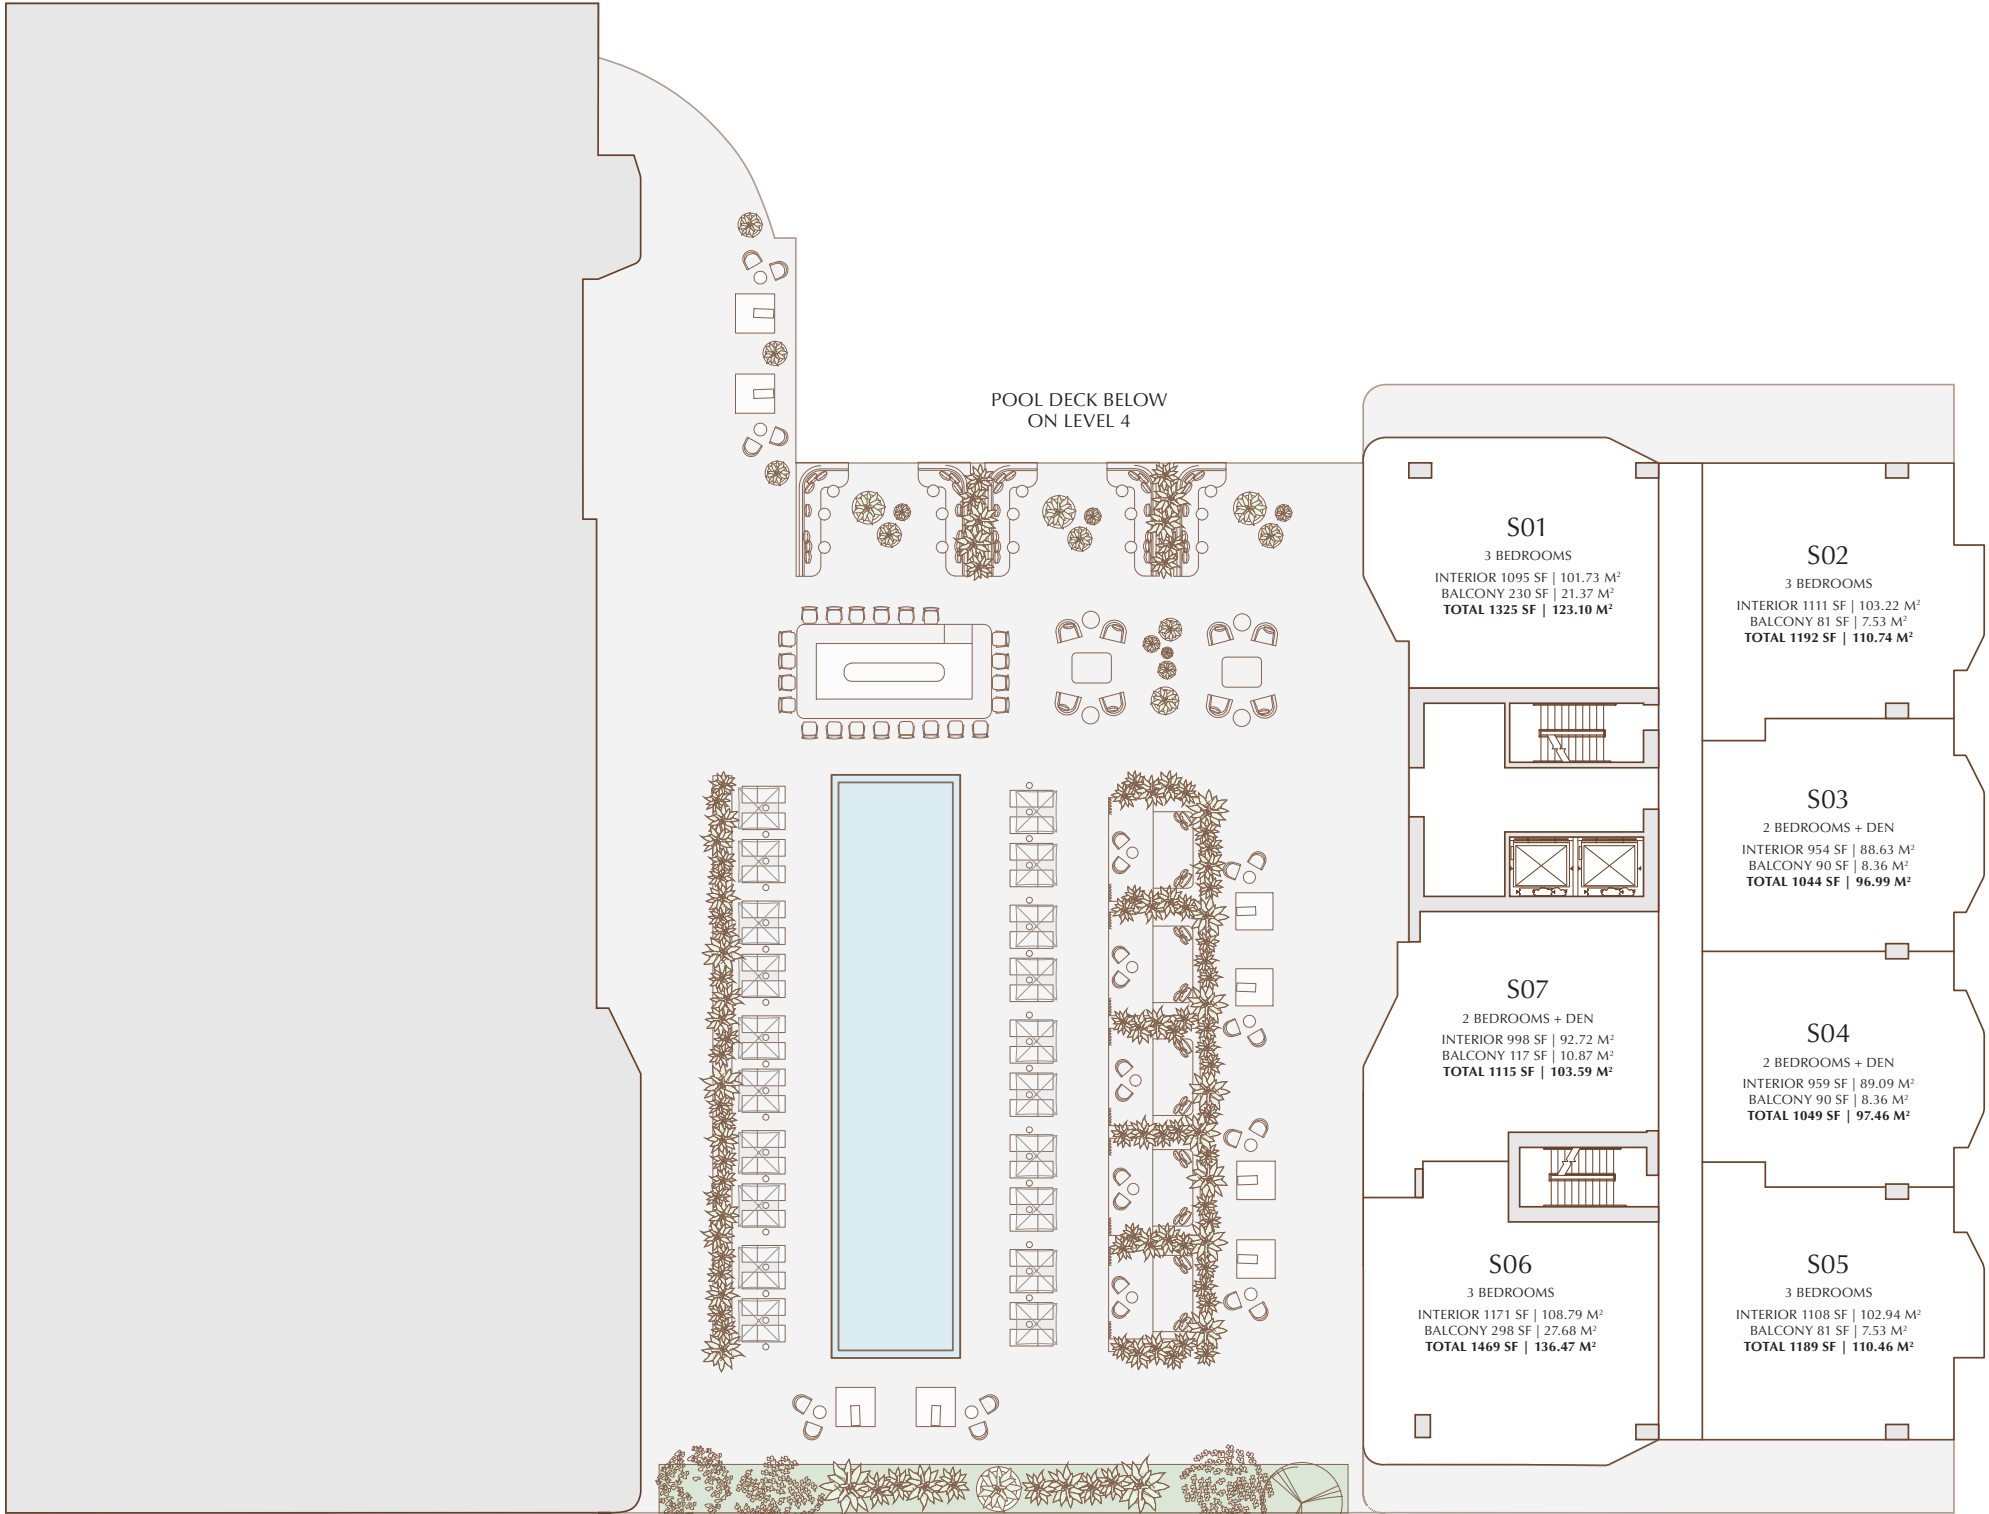 POOL DECK BELOW
ON LEVEL 4
S01
3 BEDROOMS
INTERIOR 1095 SF | 101.73 M²
BALCONY 230 SF | 21.37 M²
TOTAL 1325 SF | 123.10 M²
S02
3 BEDROOMS
INTERIOR 1111 SF | 103.22 M²
BALCONY 81 SF | 7.53 M²
TOTAL 1192 SF | 110.74 M²
S03
2 BEDROOMS + DEN
INTERIOR 954 SF | 88.63 M²
BALCONY 90 SF | 8.36 M²
TOTAL 1044 SF | 96.99 M²
S07
2 BEDROOMS + DEN
INTERIOR 998 SF | 92.72 M²
BALCONY 117 SF | 10.87 M²
TOTAL 1115 SF | 103.59 M²
S04
2 BEDROOMS + DEN
INTERIOR 959 SF | 89.09 M²
BALCONY 90 SF | 8.36 M²
TOTAL 1049 SF | 97.46 M²
S06
3 BEDROOMS
INTERIOR 1171 SF | 108.79 M²
BALCONY 298 SF | 27.68 M²
TOTAL 1469 SF | 136.47 M²
S05
3 BEDROOMS
INTERIOR 1108 SF | 102.94 M²
BALCONY 81 SF | 7.53 M²
TOTAL 1189 SF | 110.46 M²